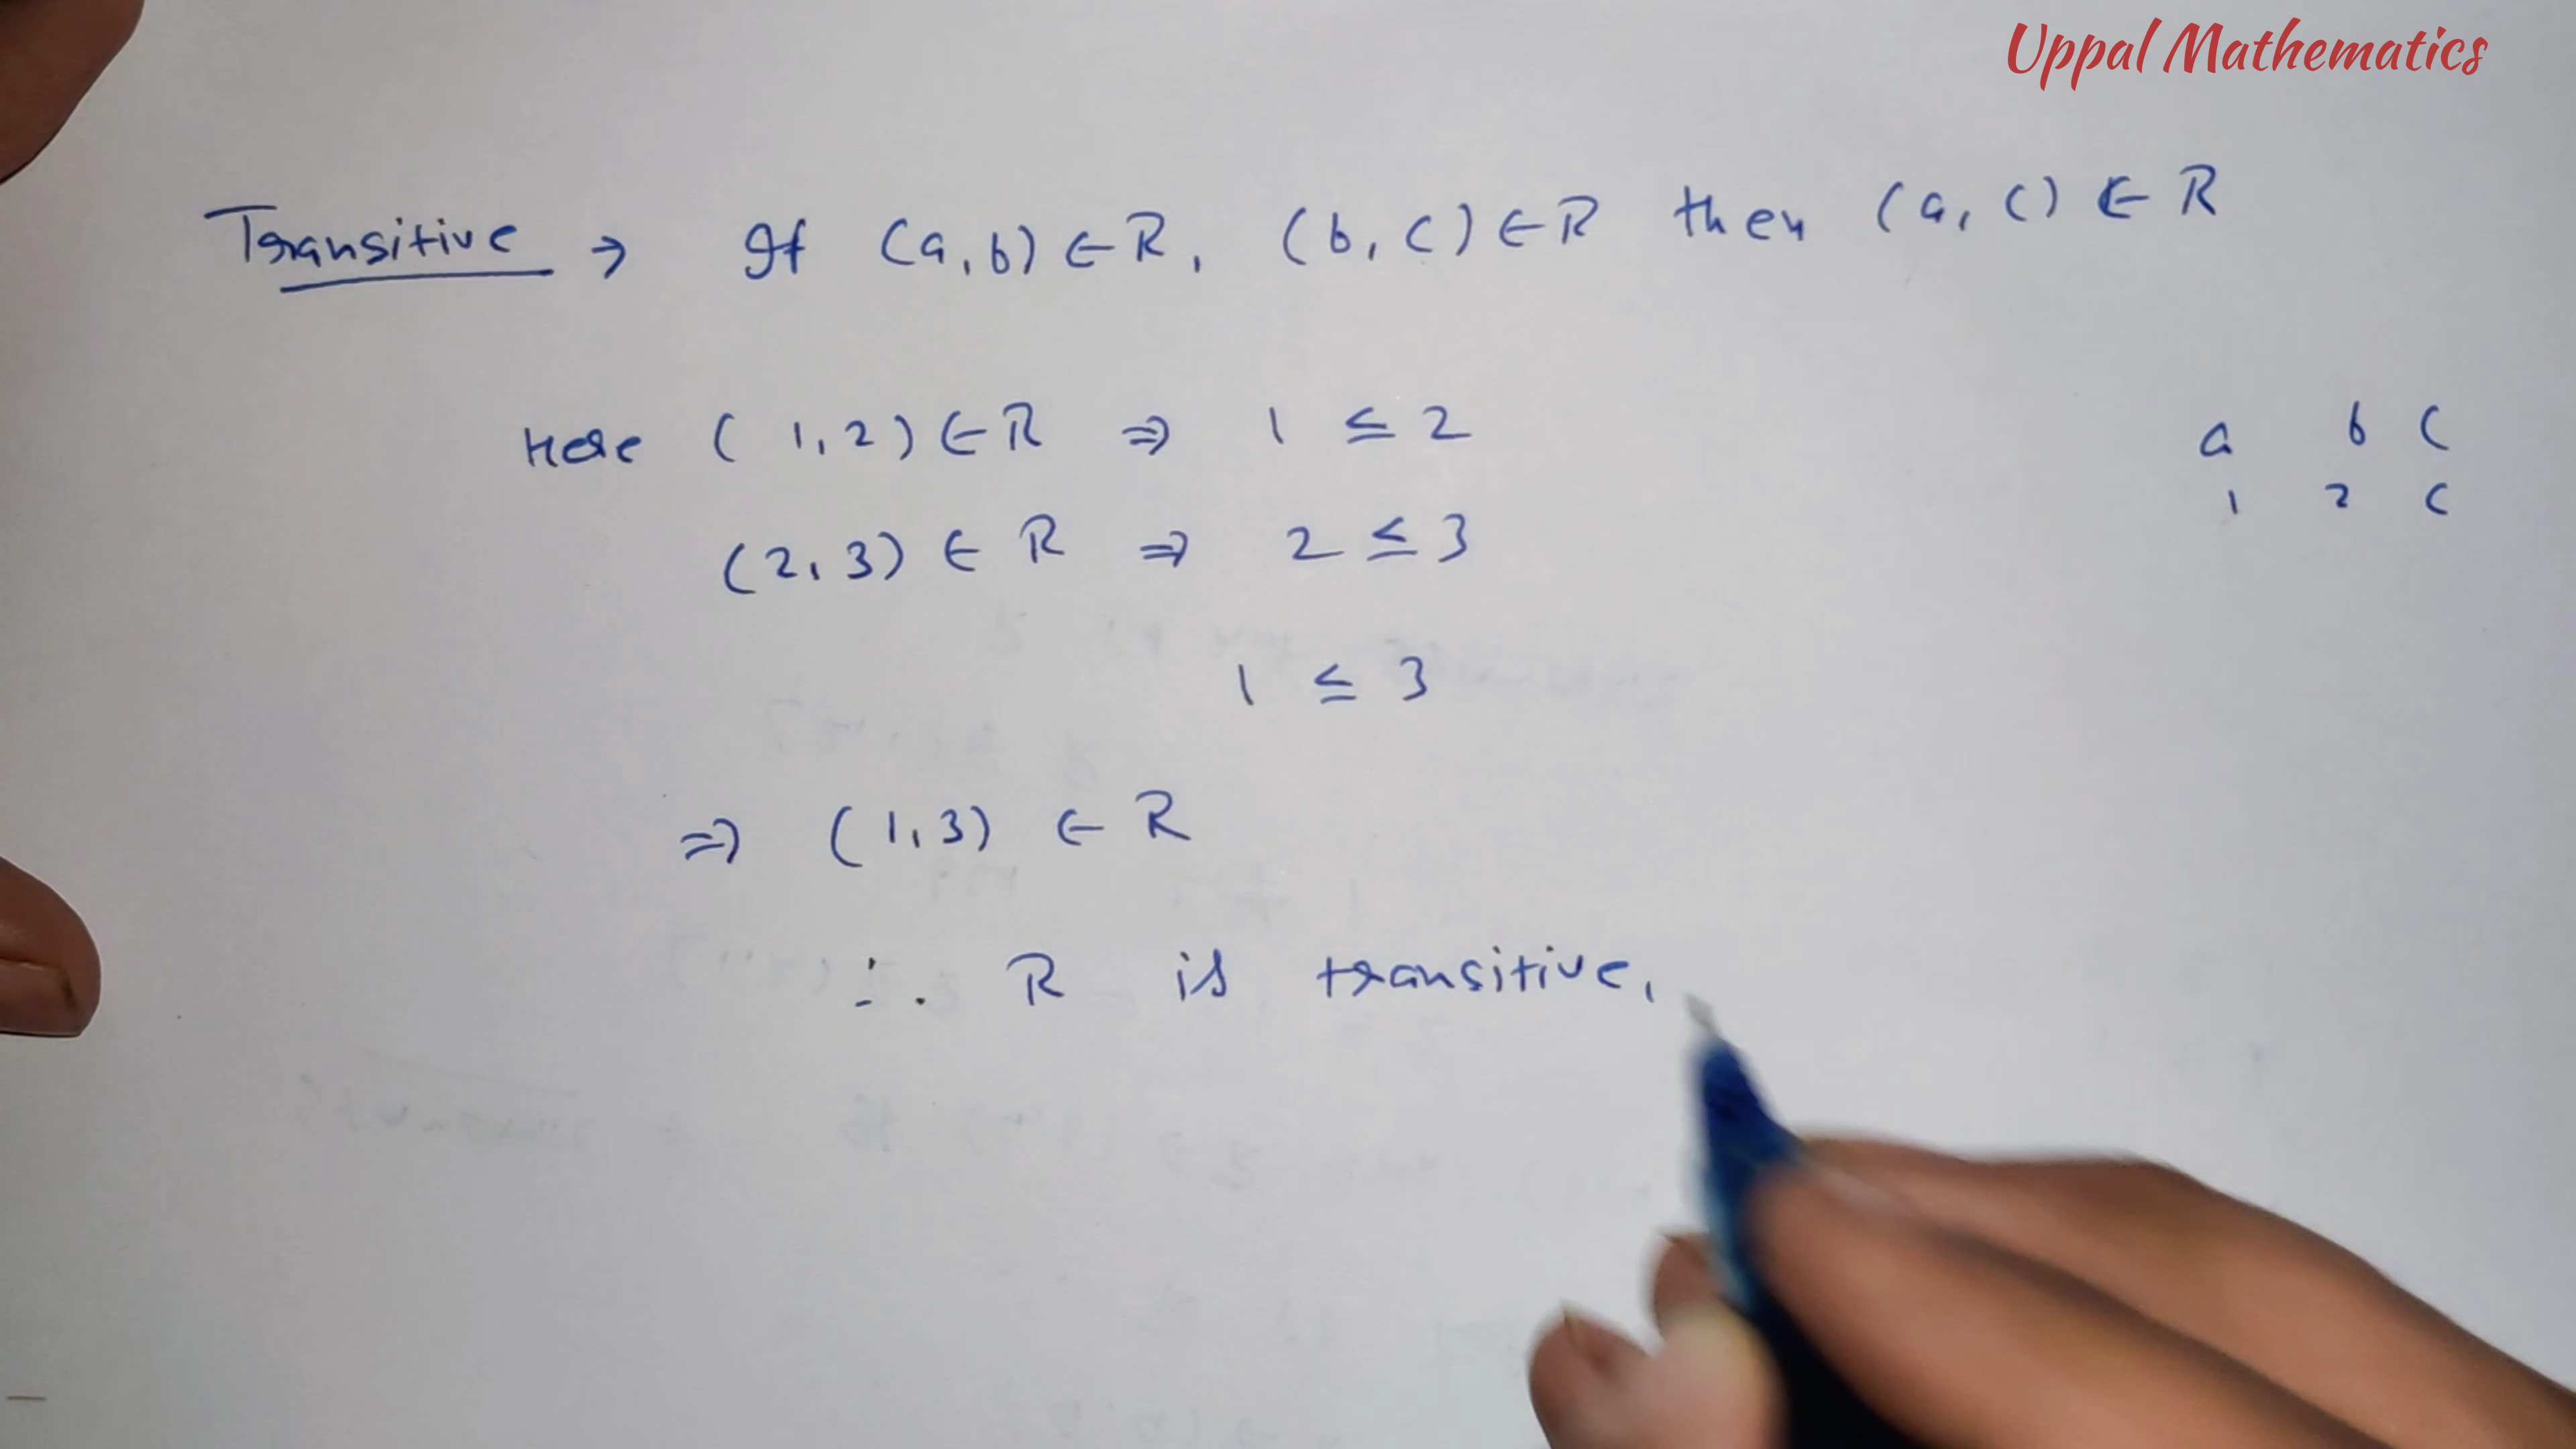 Uppal Mathematics
Transitive → If (a, b) ∈ R, (b, c) ∈ R then (a, c) ∈ R
Here (1, 2) ∈ R ⇒ 1 ≤ 2
a b c
(2, 3) ∈ R ⇒ 2 ≤ 3
1 2 c
1 ≤ 3
⇒ (1, 3) ∈ R
∴ R is transitive.